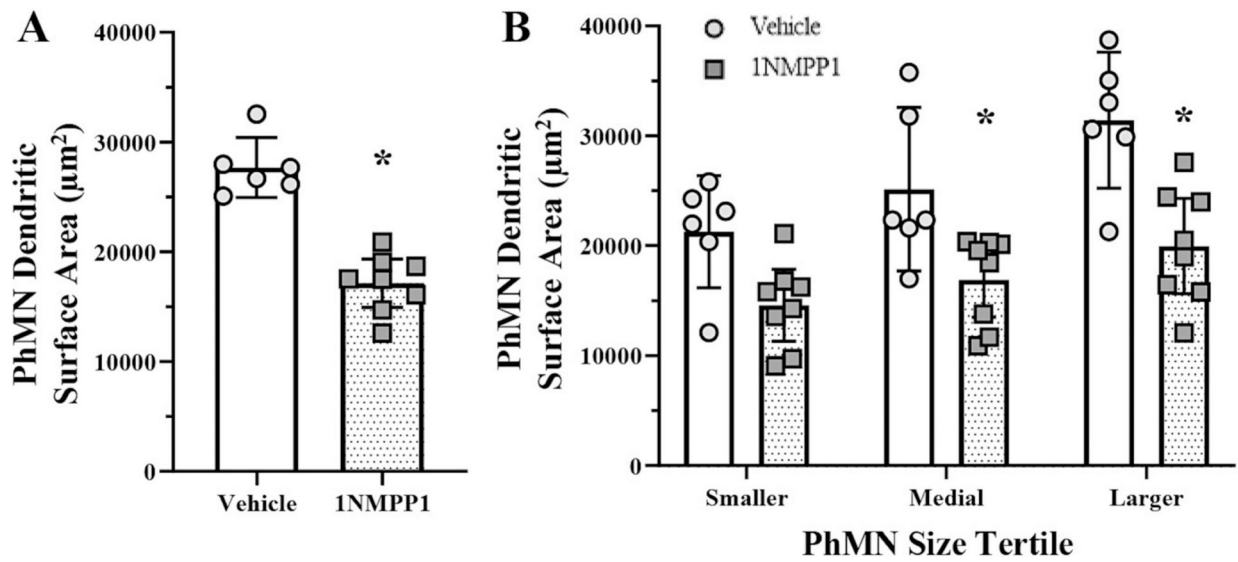 A
PhMN Dendritic
Surface Area (μm²)
40000
30000
20000
10000
0
*
Vehicle
1NMPP1
B
PhMN Dendritic
Surface Area (μm²)
40000
30000
20000
10000
0
Vehicle
1NMPP1
*
*
Smaller
Medial
Larger
PhMN Size Tertile